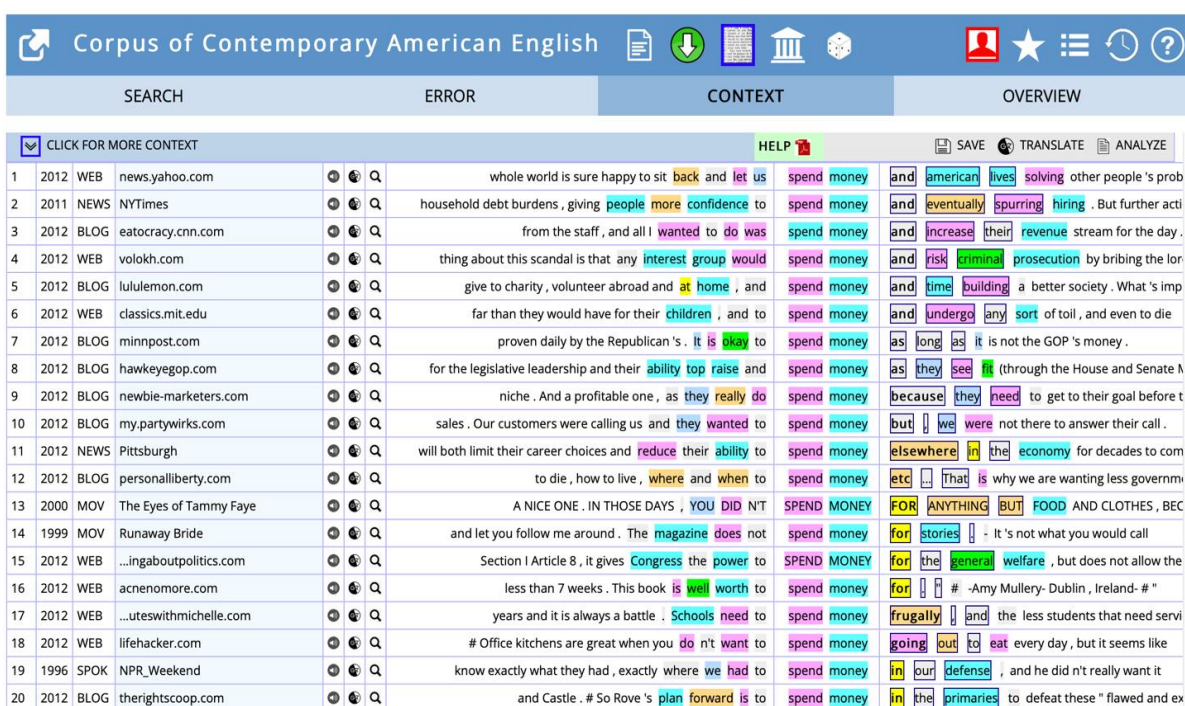 Corpus of Contemporary American English
SEARCH ERROR CONTEXT OVERVIEW
CLICK FOR MORE CONTEXT HELP SAVE TRANSLATE ANALYZE
1 2012 WEB news.yahoo.com whole world is sure happy to sit back and let us spend money and american lives solving other people 's prob
2 2011 NEWS NYTimes household debt burdens , giving people more confidence to spend money and eventually spurring hiring . But further acti
3 2012 BLOG eatocracy.cnn.com from the staff , and all I wanted to do was spend money and increase their revenue stream for the day .
4 2012 WEB volokh.com thing about this scandal is that any interest group would spend money and risk criminal prosecution by bribing the lor
5 2012 BLOG lululemon.com give to charity , volunteer abroad and at home , and spend money and time building a better society . What 's imp
6 2012 WEB classics.mit.edu far than they would have for their children , and to spend money and undergo any sort of toil , and even to die
7 2012 BLOG minnpost.com proven daily by the Republican 's . It is okay to spend money as long as it is not the GOP 's money .
8 2012 BLOG hawkeyegop.com for the legislative leadership and their ability top raise and spend money as they see fit (through the House and Senate
9 2012 BLOG newbie-marketers.com niche . And a profitable one , as they really do spend money because they need to get to their goal before t
10 2012 BLOG my.partywirks.com sales . Our customers were calling us and they wanted to spend money but , we were not there to answer their call .
11 2012 NEWS Pittsburgh will both limit their career choices and reduce their ability to spend money elsewhere in the economy for decades to com
12 2012 BLOG personalliberty.com to die , how to live , where and when to spend money etc ... That is why we are wanting less governm
13 2000 MOV The Eyes of Tammy Faye A NICE ONE . IN THOSE DAYS , YOU DID N'T SPEND MONEY FOR ANYTHING BUT FOOD AND CLOTHES , BEC
14 1999 MOV Runaway Bride and let you follow me around . The magazine does not spend money for stories . - It 's not what you would call
15 2012 WEB ...ingaboutpolitics.com Section I Article 8 , it gives Congress the power to SPEND MONEY for the general welfare , but does not allow the
16 2012 WEB acnenomore.com less than 7 weeks . This book is well worth to spend money for . " # -Amy Mullery- Dublin , Ireland- # "
17 2012 WEB ...uteswithmichelle.com years and it is always a battle . Schools need to spend money frugally , and the less students that need servi
18 2012 WEB lifehacker.com # Office kitchens are great when you do n't want to spend money going out to eat every day , but it seems like
19 1996 SPOK NPR_Weekend know exactly what they had , exactly where we had to spend money in our defense , and he did n't really want it
20 2012 BLOG therightscoop.com and Castle . # So Rove 's plan forward is to spend money in the primaries to defeat these " flawed and ex